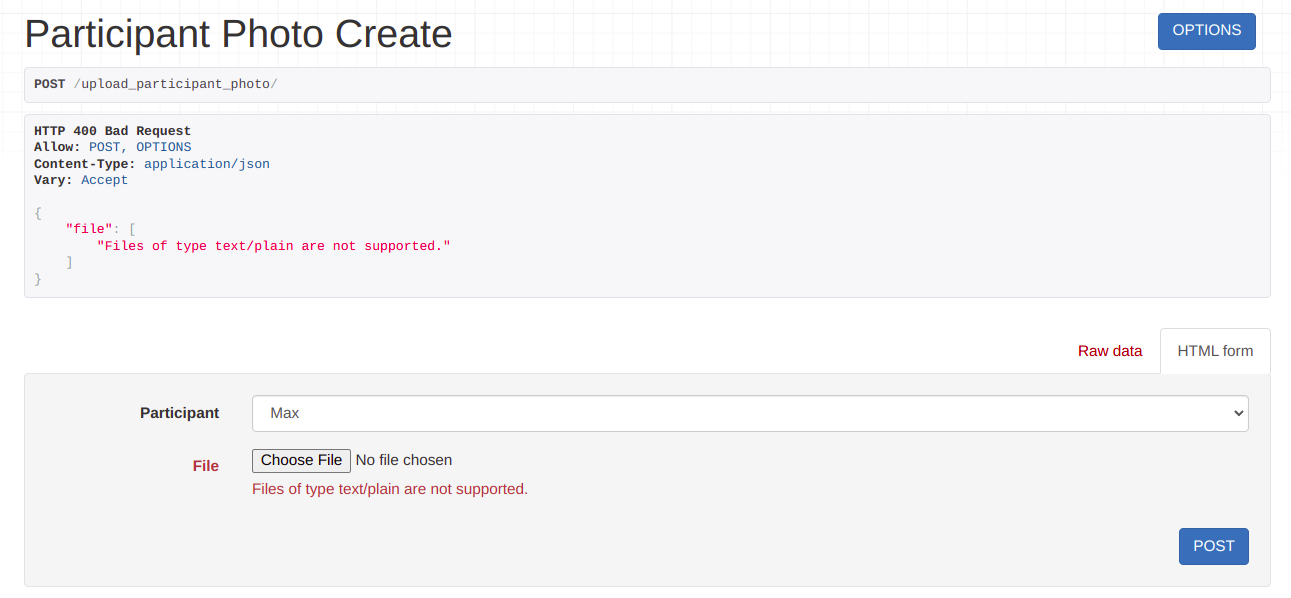 Participant Photo Create
OPTIONS
POST /upload_participant_photo/
HTTP 400 Bad Request
Allow: POST, OPTIONS
Content-Type: application/json
Vary: Accept
{
    "file": [
        "Files of type text/plain are not supported."
    ]
}
Raw data
HTML form
Participant
Max
File
Choose File No file chosen
Files of type text/plain are not supported.
POST